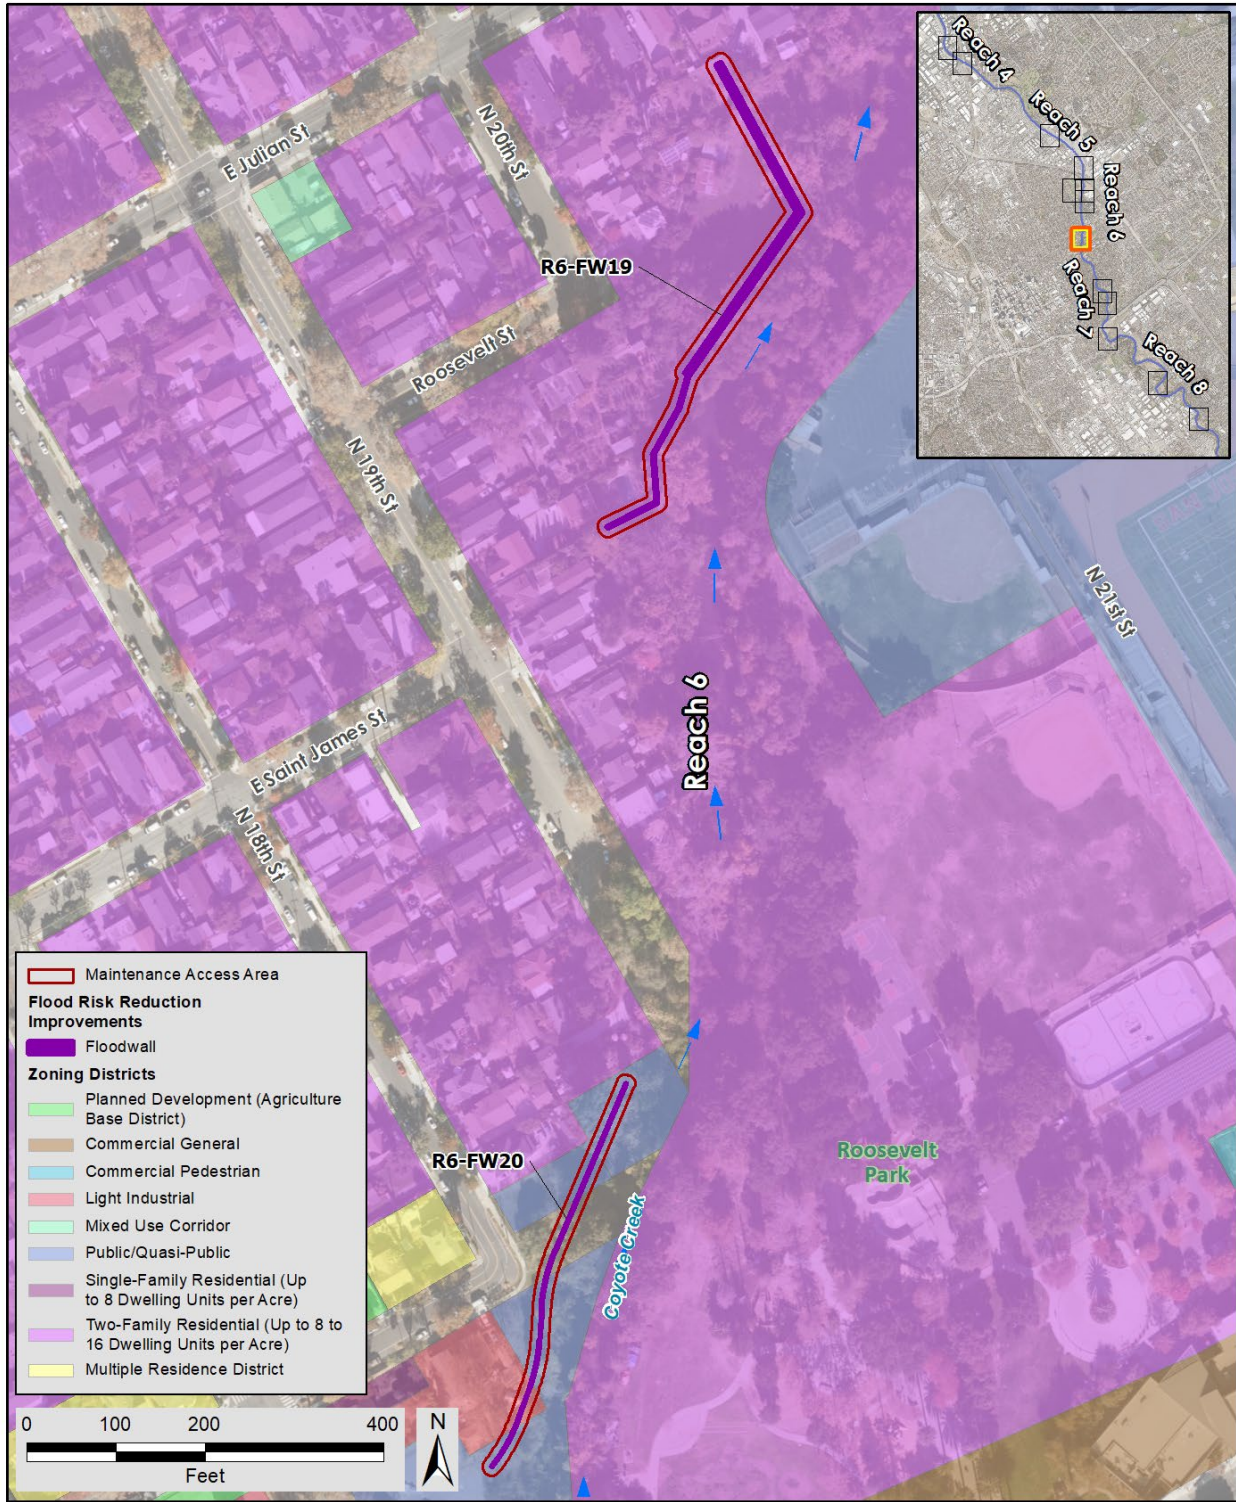 Reach 4
Reach 5
Reach 6
Reach 7
Reach 8
E Julian St
N 20th St
R6-FW19
Roosevelt St
N 19th St
N 21st St
Reach 6
E Saint James St
N 18th St
R6-FW20
Roosevelt
Park
Coyote Creek
Maintenance Access Area
Flood Risk Reduction
Improvements
Floodwall
Zoning Districts
Planned Development (Agriculture
Base District)
Commercial General
Commercial Pedestrian
Light Industrial
Mixed Use Corridor
Public/Quasi-Public
Single-Family Residential (Up
to 8 Dwelling Units per Acre)
Two-Family Residential (Up to 8 to
16 Dwelling Units per Acre)
Multiple Residence District
0 100 200 400
Feet
N